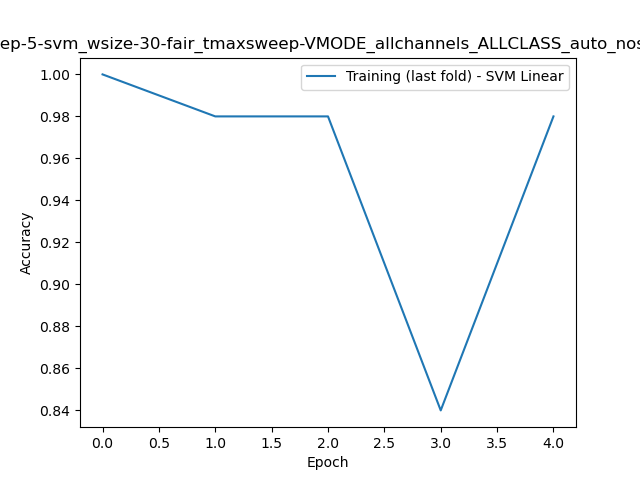 ep-5-svm_wsize-30-fair_tmaxsweep-VMODE_allchannels_ALLCLASS_auto_nos
Training (last fold) - SVM Linear
1.00
0.98
0.96
0.94
0.92
0.90
0.88
0.86
0.84
Accuracy
0.0 0.5 1.0 1.5 2.0 2.5 3.0 3.5 4.0
Epoch